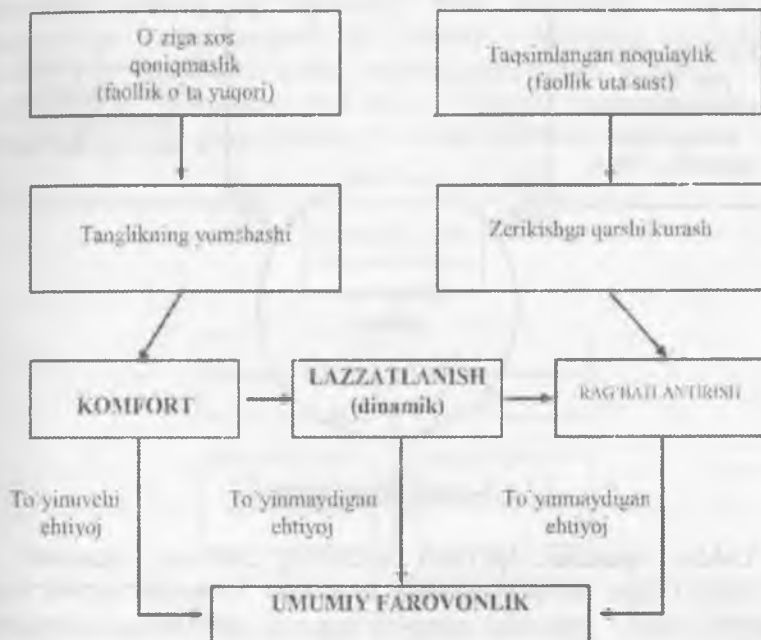 O`ziga xos
qoniqmaslik
(faollik o`ta yuqori)
Taqsimlangan noqulaylik
(faollik uta sust)
Tanglikning yumshashi
Zerikishga qarshi kurash
KOMFORT
LAZZATLANISH
(dinamik)
RAG'BATLANTIRISH
To`yinuvchi
ehtiyoj
To`yinmaydigan
ehtiyoj
To`yinmaydigan
ehtiyoj
UMUMIY FAROVONLIK